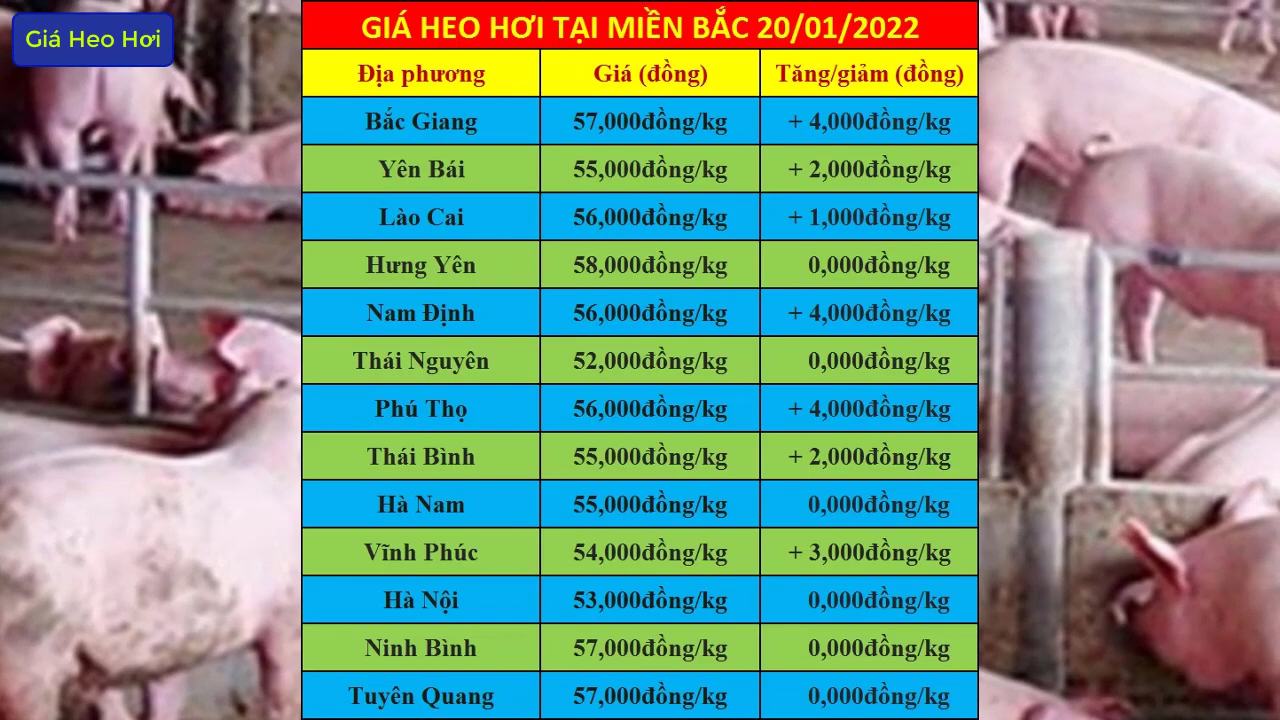 Giá Heo Hơi
GIÁ HEO HƠI TẠI MIỀN BẮC 20/01/2022
Địa phương Giá (đồng) Tăng/giảm (đồng)
Bắc Giang 57,000đồng/kg + 4,000đồng/kg
Yên Bái 55,000đồng/kg + 2,000đồng/kg
Lào Cai 56,000đồng/kg + 1,000đồng/kg
Hưng Yên 58,000đồng/kg 0,000đồng/kg
Nam Định 56,000đồng/kg + 4,000đồng/kg
Thái Nguyên 52,000đồng/kg 0,000đồng/kg
Phú Thọ 56,000đồng/kg + 4,000đồng/kg
Thái Bình 55,000đồng/kg + 2,000đồng/kg
Hà Nam 55,000đồng/kg 0,000đồng/kg
Vĩnh Phúc 54,000đồng/kg + 3,000đồng/kg
Hà Nội 53,000đồng/kg 0,000đồng/kg
Ninh Bình 57,000đồng/kg 0,000đồng/kg
Tuyên Quang 57,000đồng/kg 0,000đồng/kg